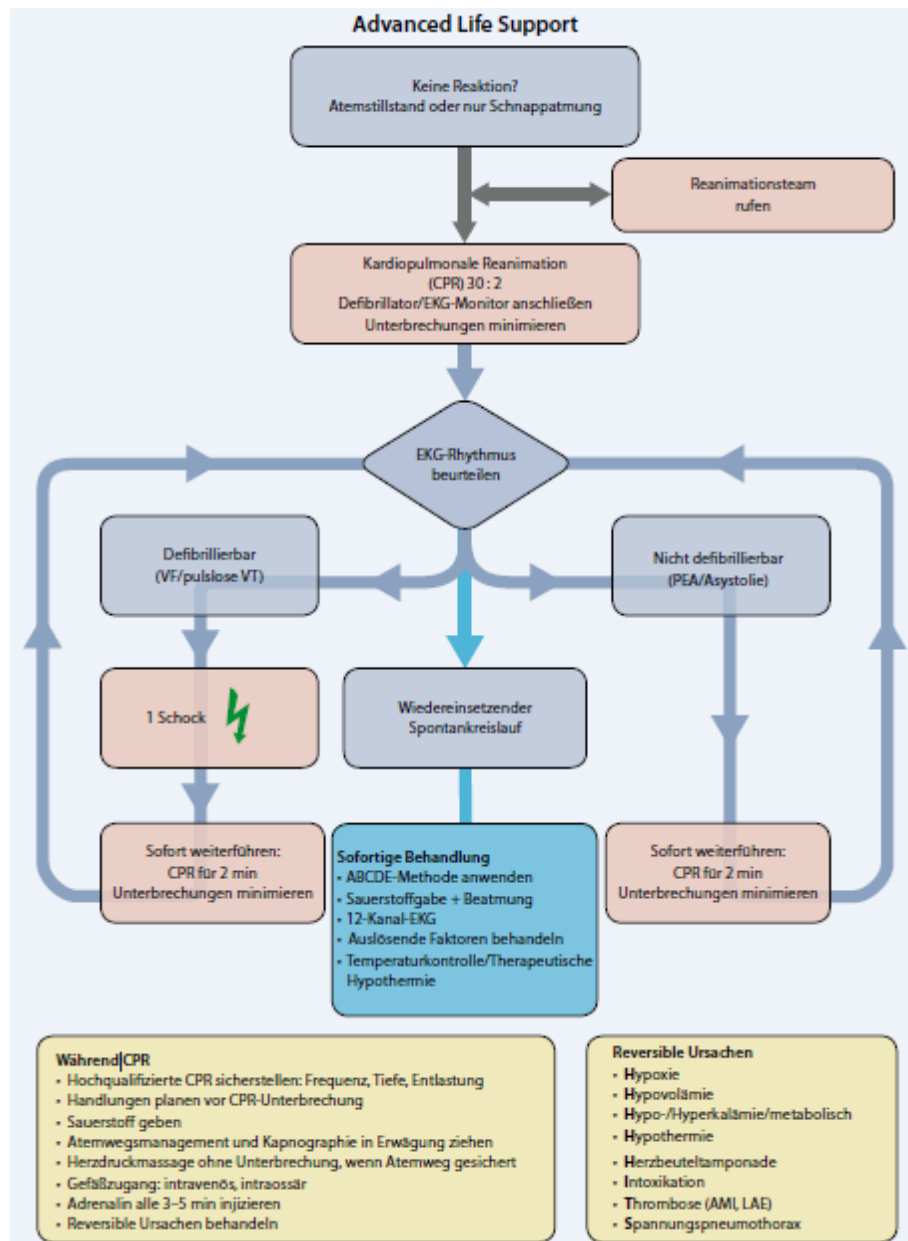 Advanced Life Support
Keine Reaktion?
Atemstillstand oder nur Schnappatmung
Reanimationsteam
rufen
Kardiopulmonale Reanimation
(CPR) 30 : 2
Defibrillator/EKG-Monitor anschließen
Unterbrechungen minimieren
EKG-Rhythmus
beurteilen
Defibrillierbar
(VF/pulslose VT)
Nicht defibrillierbar
(PEA/Asystolie)
1 Schock
Wiedereinsetzender
Spontankreislauf
Sofort weiterführen:
CPR für 2 min
Unterbrechungen minimieren
Sofortige Behandlung
• ABCDE-Methode anwenden
• Sauerstoffgabe + Beatmung
• 12-Kanal-EKG
• Auslösende Faktoren behandeln
• Temperaturkontrolle/Therapeutische
Hypothermie
Sofort weiterführen:
CPR für 2 min
Unterbrechungen minimieren
Während CPR
• Hochqualifizierte CPR sicherstellen: Frequenz, Tiefe, Entlastung
• Handlungen planen vor CPR-Unterbrechung
• Sauerstoff geben
• Atemwegsmanagement und Kapnographie in Erwägung ziehen
• Herzdruckmassage ohne Unterbrechung, wenn Atemweg gesichert
• Gefäßzugang: intravenös, intraossär
• Adrenalin alle 3–5 min injizieren
• Reversible Ursachen behandeln
Reversible Ursachen
• Hypoxie
• Hypovolämie
• Hypo-/Hyperkalämie/metabolisch
• Hypothermie
• Herzbeuteltamponade
• Intoxikation
• Thrombose (AMI, LAE)
• Spannungspneumothorax